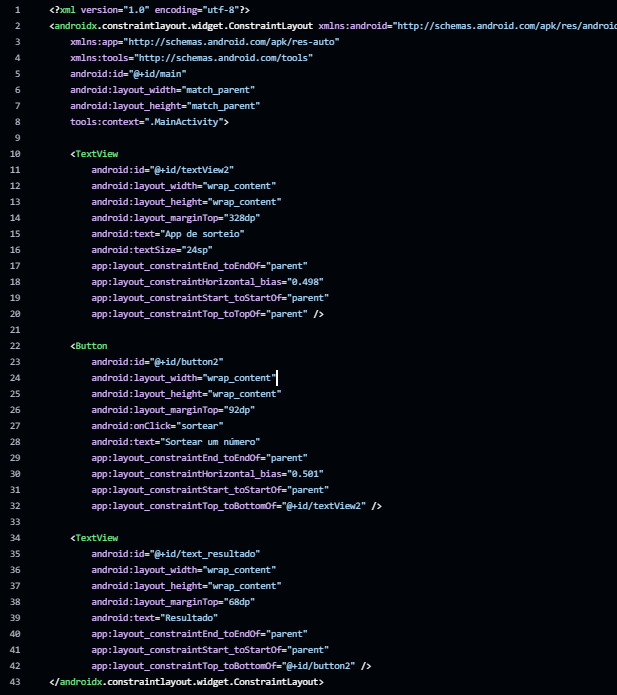 1 <?xml version="1.0" encoding="utf-8"?>
2 <androidx.constraintlayout.widget.ConstraintLayout xmlns:android="http://schemas.android.com/apk/res/androi
3 xmlns:app="http://schemas.android.com/apk/res-auto"
4 xmlns:tools="http://schemas.android.com/tools"
5 android:id="@+id/main"
6 android:layout_width="match_parent"
7 android:layout_height="match_parent"
8 tools:context=".MainActivity">
9
10 <TextView
11 android:id="@+id/textView2"
12 android:layout_width="wrap_content"
13 android:layout_height="wrap_content"
14 android:layout_marginTop="328dp"
15 android:text="App de sorteio"
16 android:textSize="24sp"
17 app:layout_constraintEnd_toEndOf="parent"
18 app:layout_constraintHorizontal_bias="0.498"
19 app:layout_constraintStart_toStartOf="parent"
20 app:layout_constraintTop_toTopOf="parent" />
21
22 <Button
23 android:id="@+id/button2"
24 android:layout_width="wrap_content"
25 android:layout_height="wrap_content"
26 android:layout_marginTop="92dp"
27 android:onClick="sortear"
28 android:text="Sortear um número"
29 app:layout_constraintEnd_toEndOf="parent"
30 app:layout_constraintHorizontal_bias="0.501"
31 app:layout_constraintStart_toStartOf="parent"
32 app:layout_constraintTop_toBottomOf="@+id/textView2" />
33
34 <TextView
35 android:id="@+id/text_resultado"
36 android:layout_width="wrap_content"
37 android:layout_height="wrap_content"
38 android:layout_marginTop="68dp"
39 android:text="Resultado"
40 app:layout_constraintEnd_toEndOf="parent"
41 app:layout_constraintStart_toStartOf="parent"
42 app:layout_constraintTop_toBottomOf="@+id/button2" />
43 </androidx.constraintlayout.widget.ConstraintLayout>